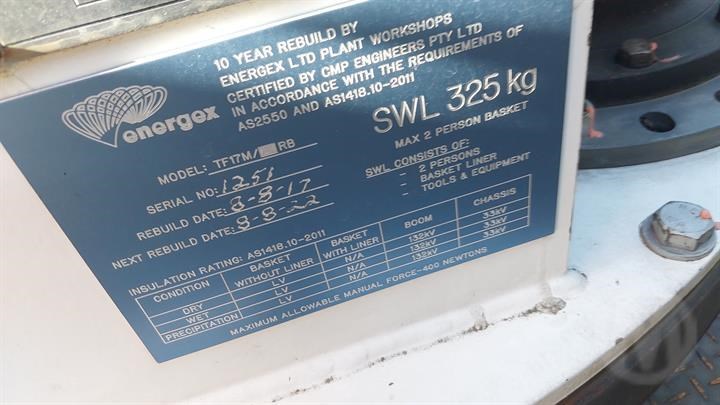 10 YEAR REBUILD BY
ENERGEX LTD PLANT WORKSHOPS
CERTIFIED BY CMP ENGINEERS PTY LTD
IN ACCORDANCE WITH THE REQUIREMENTS OF
AS2550 AND AS1418.10-2011
energex
SWL 325 kg
MAX 2 PERSON BASKET
MODEL: TF17M/ RB
SERIAL NO: 1251
REBUILD DATE: 8-8-17
NEXT REBUILD DATE: 8-8-22
SWL CONSISTS OF:
- 2 PERSONS
- BASKET LINER
- TOOLS & EQUIPMENT
INSULATION RATING: AS1418.10-2011
CONDITION BASKET WITHOUT LINER BASKET WITH LINER BOOM CHASSIS
DRY LV N/A 132kV 33kV
WET LV N/A 132kV 33kV
PRECIPITATION LV N/A 132kV 33kV
MAXIMUM ALLOWABLE MANUAL FORCE-400 NEWTONS